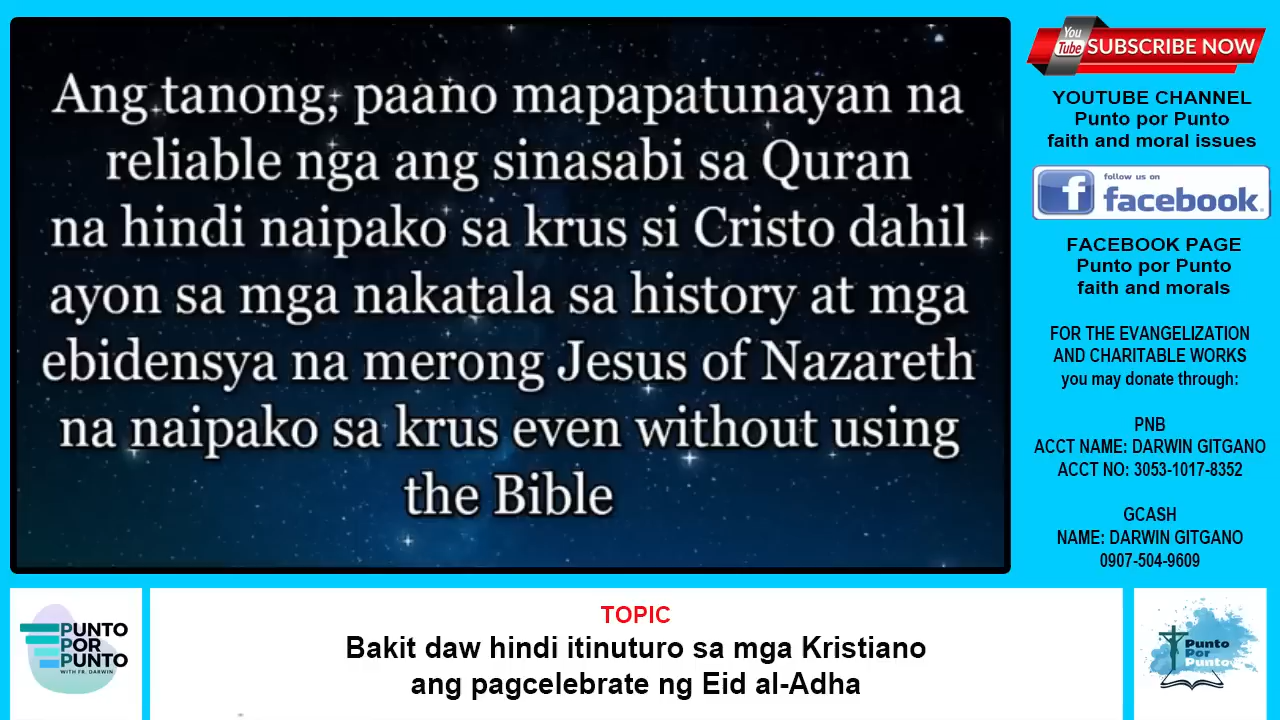 Ang tanong, paano mapapatunayan na
reliable nga ang sinasabi sa Quran
na hindi naipako sa krus si Cristo dahil
ayon sa mga nakatala sa history at mga
ebidensya na merong Jesus of Nazareth
na naipako sa krus even without using
the Bible
You
Tube
SUBSCRIBE NOW
YOUTUBE CHANNEL
Punto por Punto
faith and moral issues
follow us on
facebook
FACEBOOK PAGE
Punto por Punto
faith and morals
FOR THE EVANGELIZATION
AND CHARITABLE WORKS
you may donate through:
PNB
ACCT NAME: DARWIN GITGANO
ACCT NO: 3053-1017-8352
GCASH
NAME: DARWIN GITGANO
0907-504-9609
PUNTO
POR
PUNTO
WITH FR. DARWIN
TOPIC
Bakit daw hindi itinuturo sa mga Kristiano
ang pagcelebrate ng Eid al-Adha
Punto
Por
Punto